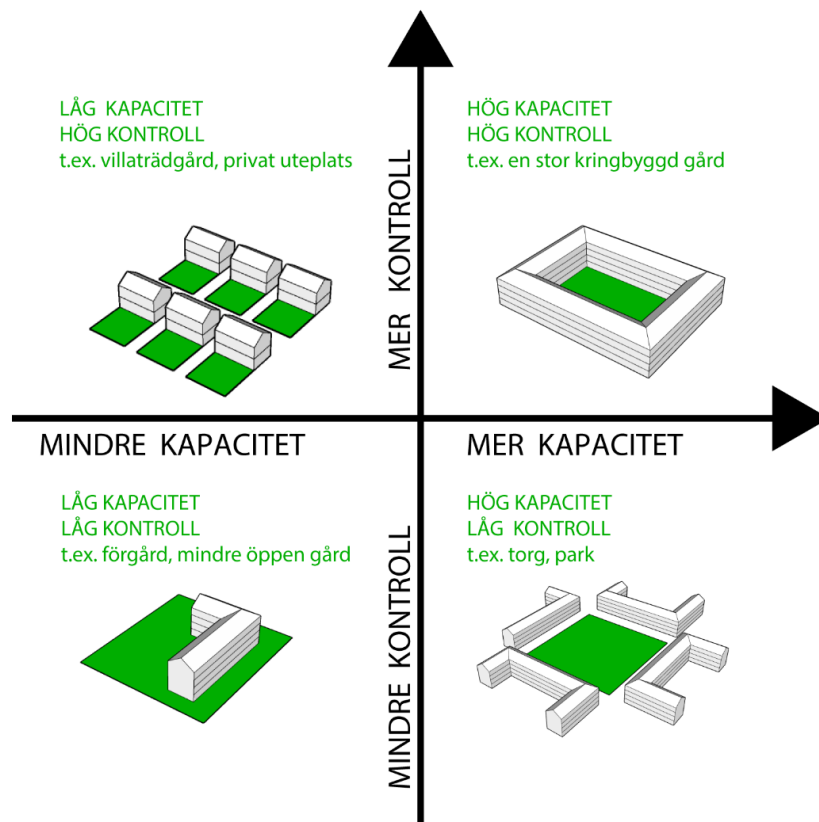 LÅG KAPACITET
HÖG KONTROLL
t.ex. villaträdgård, privat uteplats
MER KONTROLL
HÖG KAPACITET
HÖG KONTROLL
t.ex. en stor kringbyggd gård
MINDRE KAPACITET
MER KAPACITET
LÅG KAPACITET
LÅG KONTROLL
t.ex. förgård, mindre öppen gård
MINDRE KONTROLL
HÖG KAPACITET
LÅG KONTROLL
t.ex. torg, park